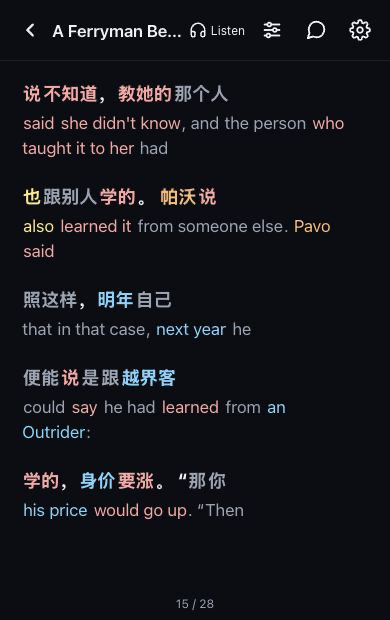 A Ferryman Be... Listen
说不知道，教她的那个人
said she didn't know, and the person who
taught it to her had
也跟别人学的。帕沃说
also learned it from someone else. Pavo
said
照这样，明年自己
that in that case, next year he
便能说是跟越界客
could say he had learned from an
Outrider:
学的，身价要涨。“那你
his price would go up. “Then
15 / 28